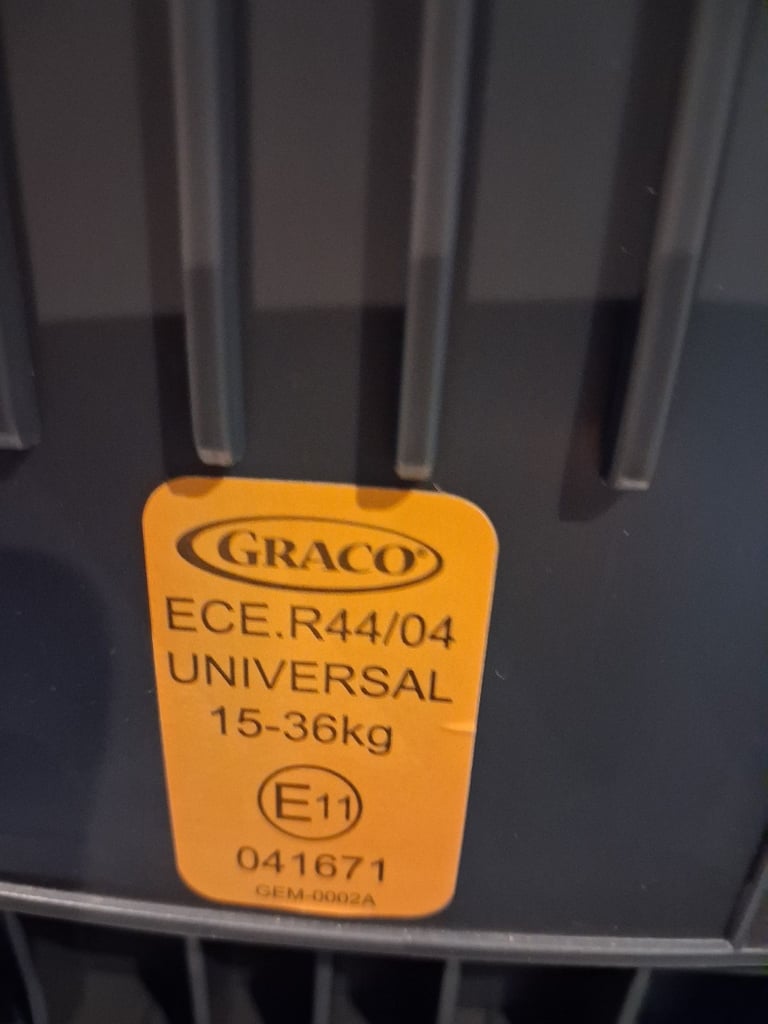 GRACO®
ECE.R44/04
UNIVERSAL
15-36kg
E11
041671
GEM-0002A